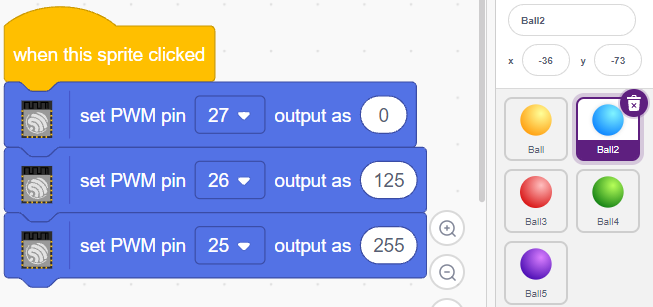 when this sprite clicked
set PWM pin 27 output as 0
set PWM pin 26 output as 125
set PWM pin 25 output as 255
Ball2
x -36 y -73
Ball Ball2
Ball3 Ball4
Ball5